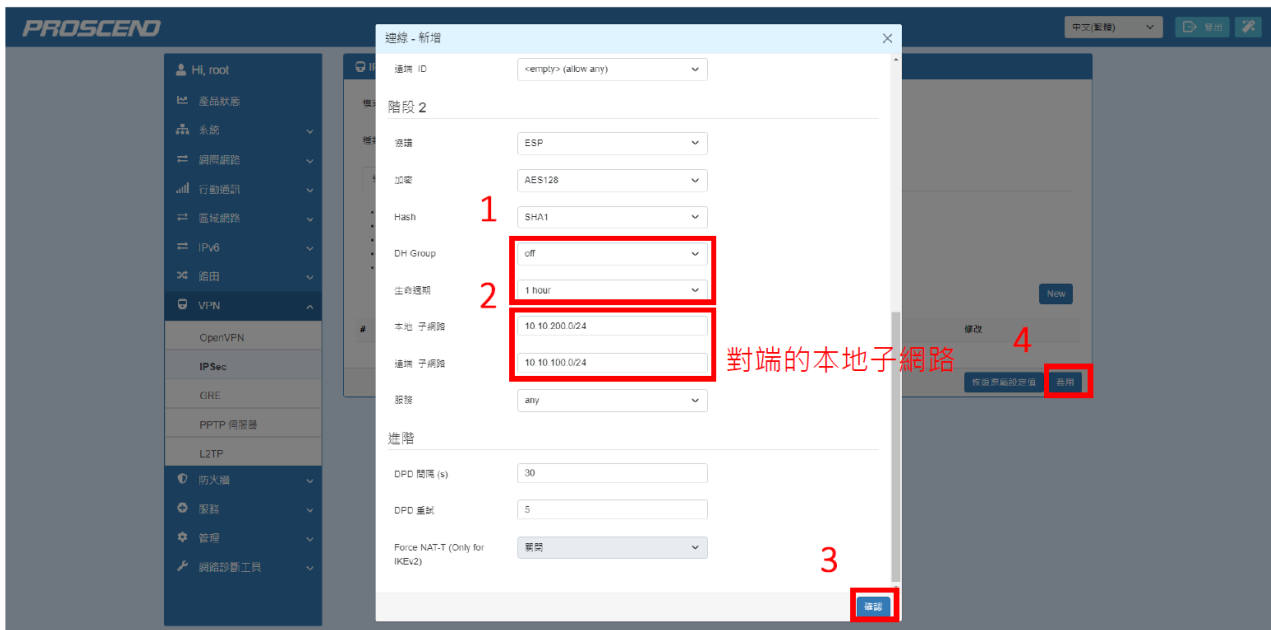 PROSCEND
中文(繁體)
登出
Hi, root
產品狀態
系統
網際網路
行動通訊
區域網路
IPv6
路由
VPN
OpenVPN
IPSec
GRE
PPTP 伺服器
L2TP
防火牆
服務
管理
網路診斷工具
連線 - 新增
遠端 ID
<empty> (allow any)
階段 2
協議
ESP
加密
AES128
1
Hash
SHA1
DH Group
off
2
生命週期
1 hour
本地 子網路
10.10.200.0/24
遠端 子網路
10.10.100.0/24
對端的本地子網路
服務
any
進階
DPD 間隔 (s)
30
DPD 重試
5
Force NAT-T (Only for
IKEv2)
關閉
3
確認
New
#
修改
4
恢復原廠設定值
套用